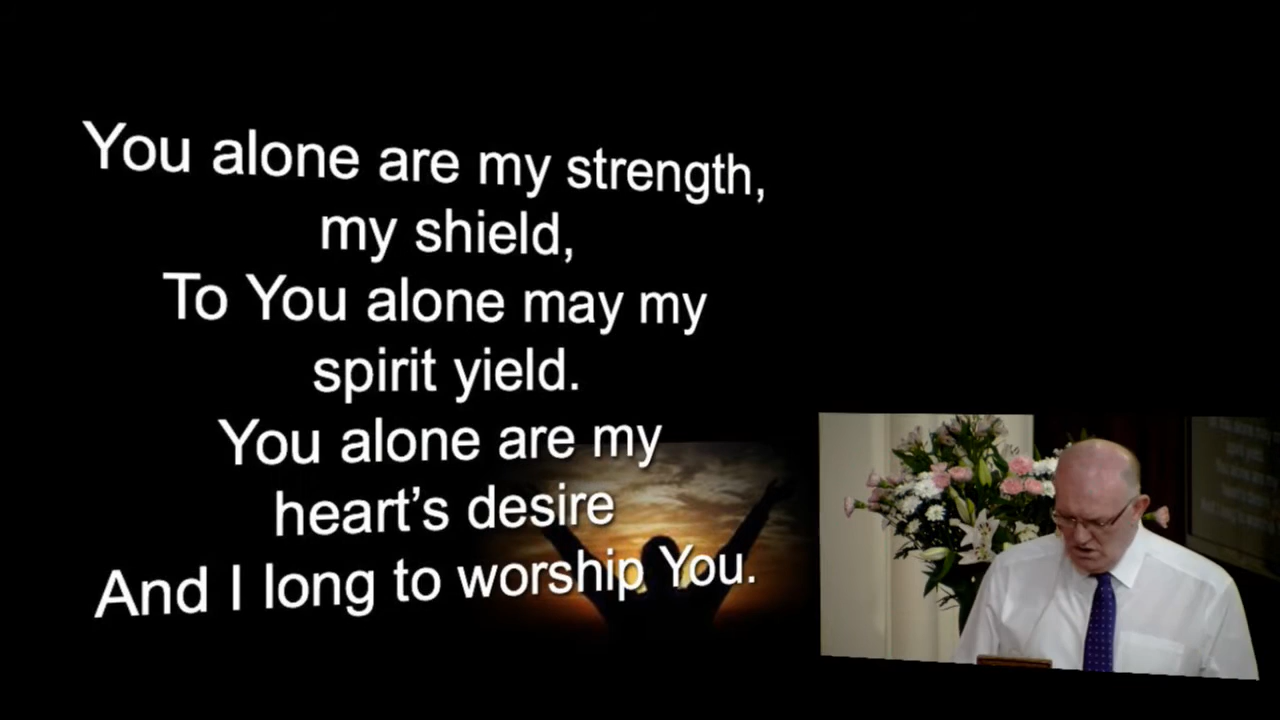 You alone are my strength,
my shield,
To You alone may my
spirit yield.
You alone are my
heart’s desire
And I long to worship You.